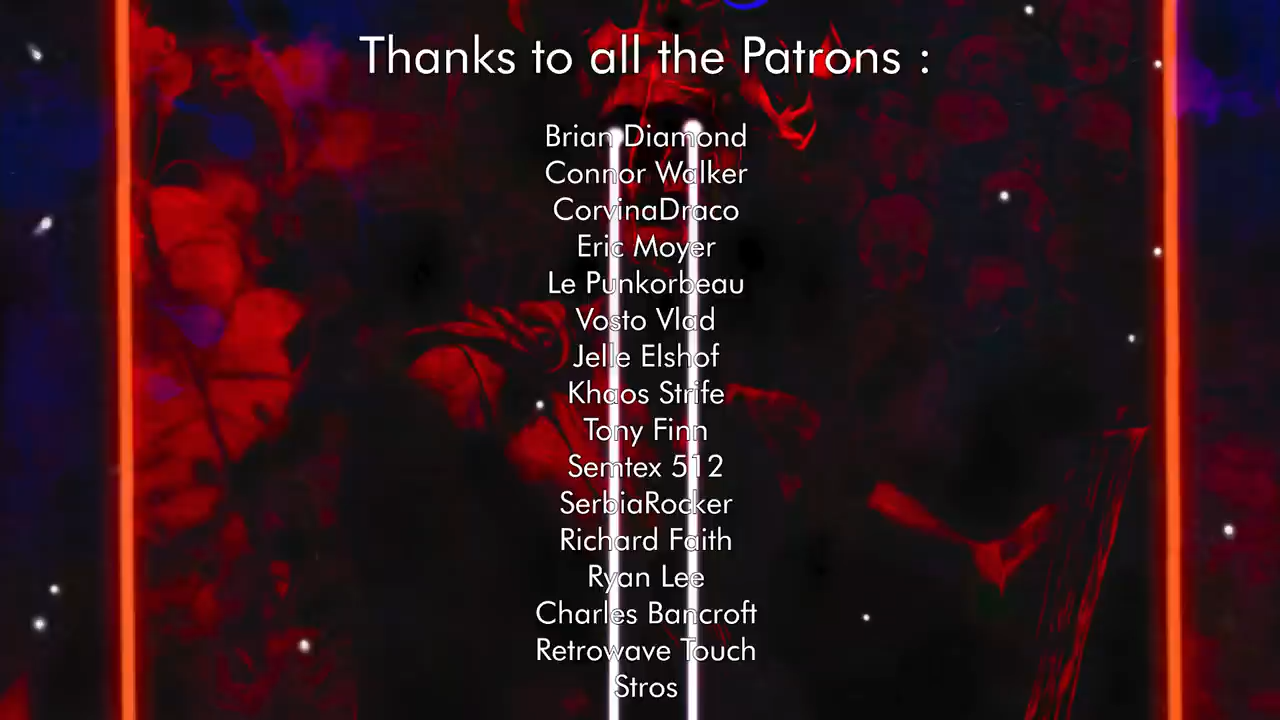 Thanks to all the Patrons :
Brian Diamond
Connor Walker
CorvinaDraco
Eric Moyer
Le Punkorbeau
Vosto Vlad
Jelle Elshof
Khaos Strife
Tony Finn
Semtex 512
SerbiaRocker
Richard Faith
Ryan Lee
Charles Bancroft
Retrowave Touch
Stros